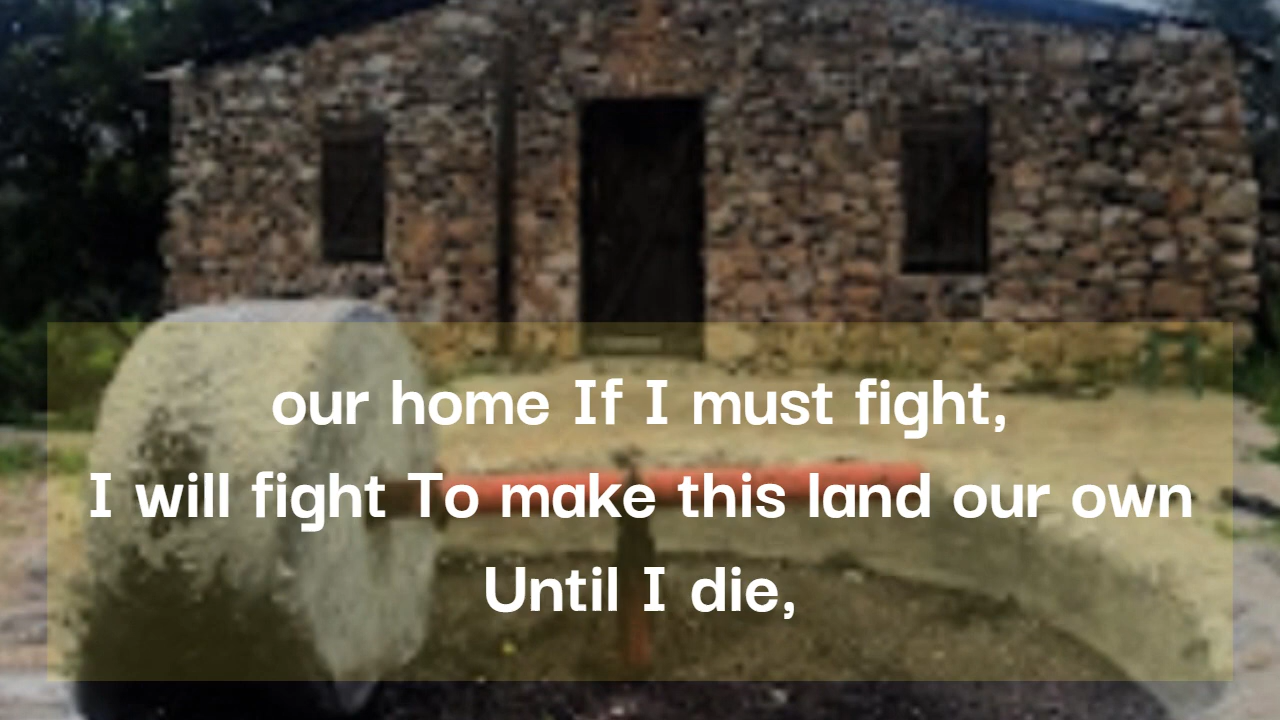 our home If I must fight,
I will fight To make this land our own
Until I die,